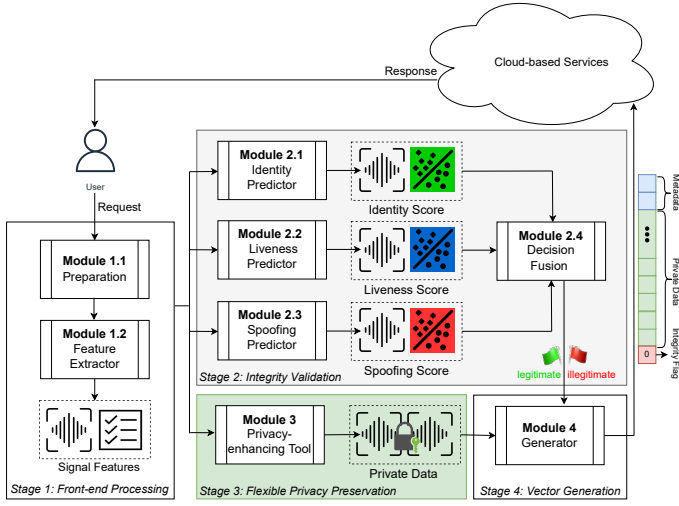 Cloud-based Services
Response
User
Request
Module 1.1
Preparation
Module 1.2
Feature
Extractor
Signal Features
Stage 1: Front-end Processing
Module 2.1
Identity
Predictor
Identity Score
Module 2.2
Liveness
Predictor
Liveness Score
Module 2.3
Spoofing
Predictor
Spoofing Score
Module 2.4
Decision
Fusion
Stage 2: Integrity Validation
legitimate
illegitimate
Module 3
Privacy-
enhancing Tool
Private Data
Stage 3: Flexible Privacy Preservation
Module 4
Generator
Stage 4: Vector Generation
Metadata
Private Data
Integrity Flag
0